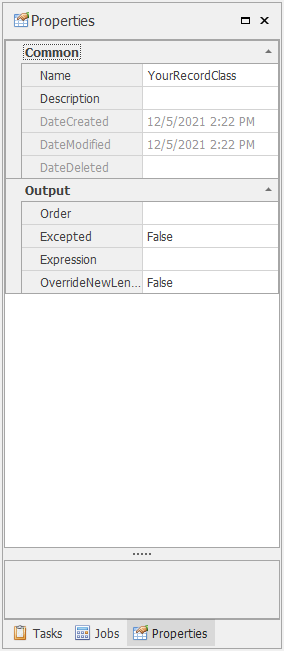 Properties
Common
Name YourRecordClass
Description
DateCreated 12/5/2021 2:22 PM
DateModified 12/5/2021 2:22 PM
DateDeleted
Output
Order
Excepted False
Expression
OverrideNewLen... False
Tasks Jobs Properties